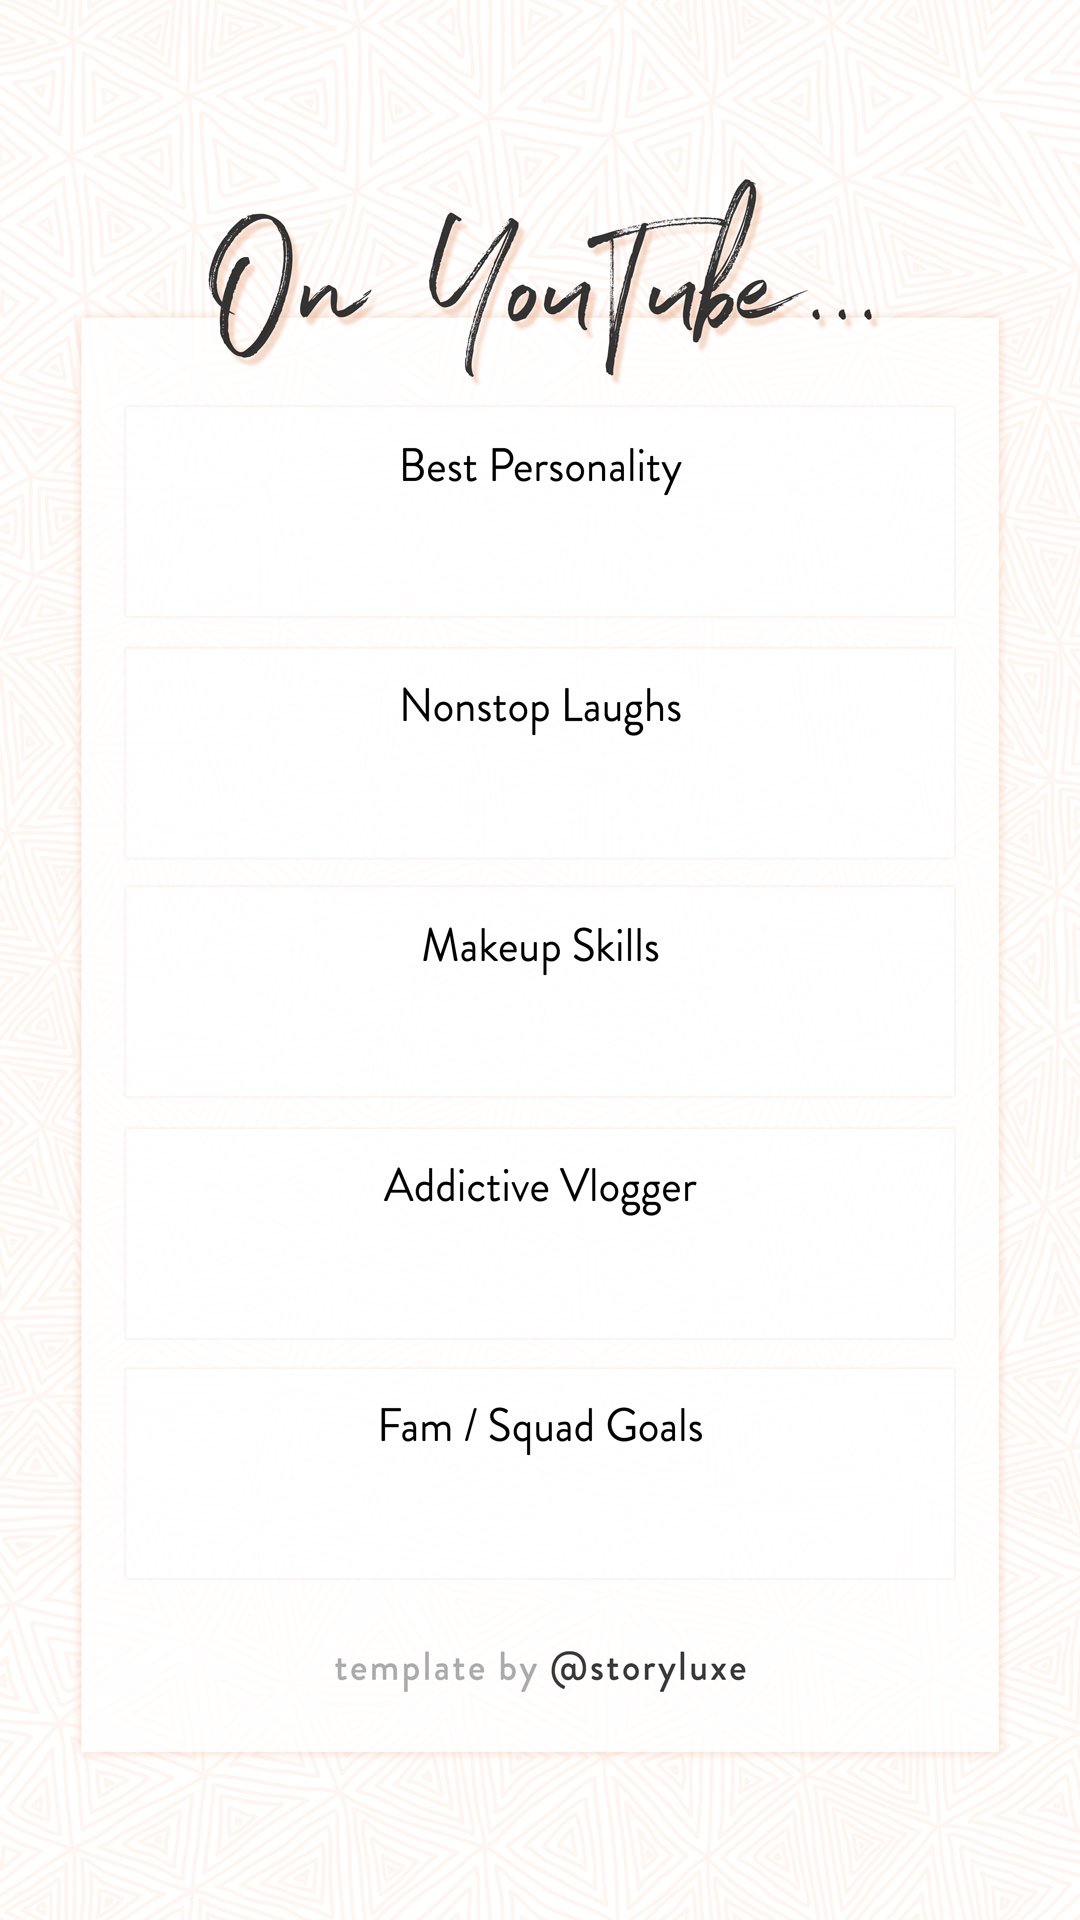 On YouTube...
Best Personality
Nonstop Laughs
Makeup Skills
Addictive Vlogger
Fam / Squad Goals
template by @storyluxe